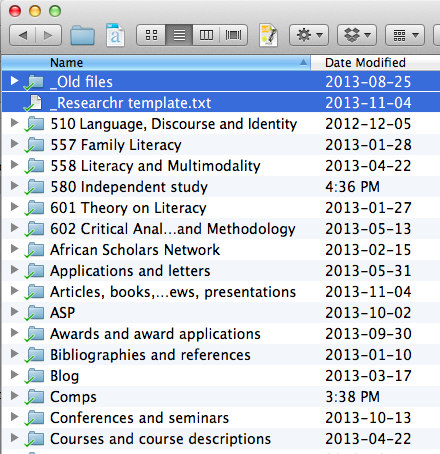 Name Date Modified
_Old files 2013-08-25
_Researchr template.txt 2013-11-04
510 Language, Discourse and Identity 2012-12-05
557 Family Literacy 2013-01-28
558 Literacy and Multimodality 2013-04-22
580 Independent study 4:36 PM
601 Theory on Literacy 2013-01-27
602 Critical Anal...and Methodology 2013-05-13
African Scholars Network 2013-02-15
Applications and letters 2013-05-31
Articles, books,...ews, presentations 2013-11-04
ASP 2013-10-02
Awards and award applications 2013-09-30
Bibliographies and references 2013-01-10
Blog 2013-03-17
Comps 3:38 PM
Conferences and seminars 2013-10-13
Courses and course descriptions 2013-04-22